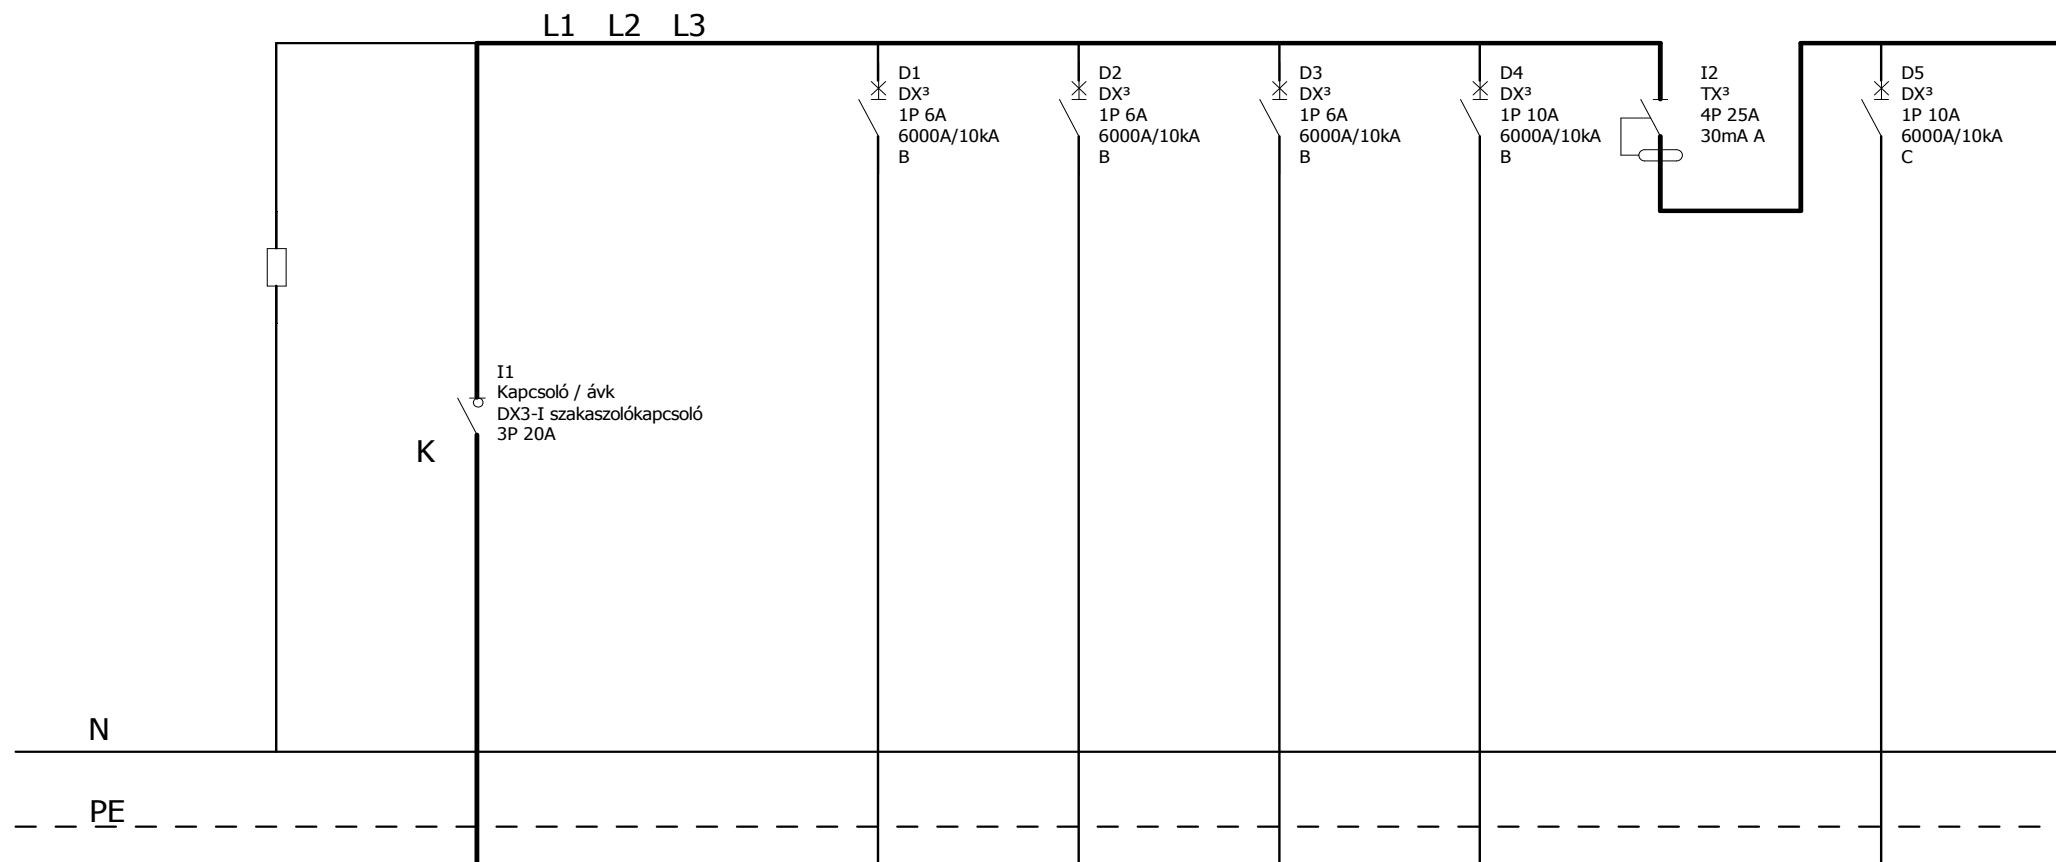 L1 L2 L3
D1
DX³
1P 6A
6000A/10kA
B
D2
DX³
1P 6A
6000A/10kA
B
D3
DX³
1P 6A
6000A/10kA
B
D4
DX³
1P 10A
6000A/10kA
B
I2
TX³
4P 25A
30mA A
D5
DX³
1P 10A
6000A/10kA
C
I1
Kapcsoló / ávk
DX3-I szakaszolókapcsoló
3P 20A
K
N
PE